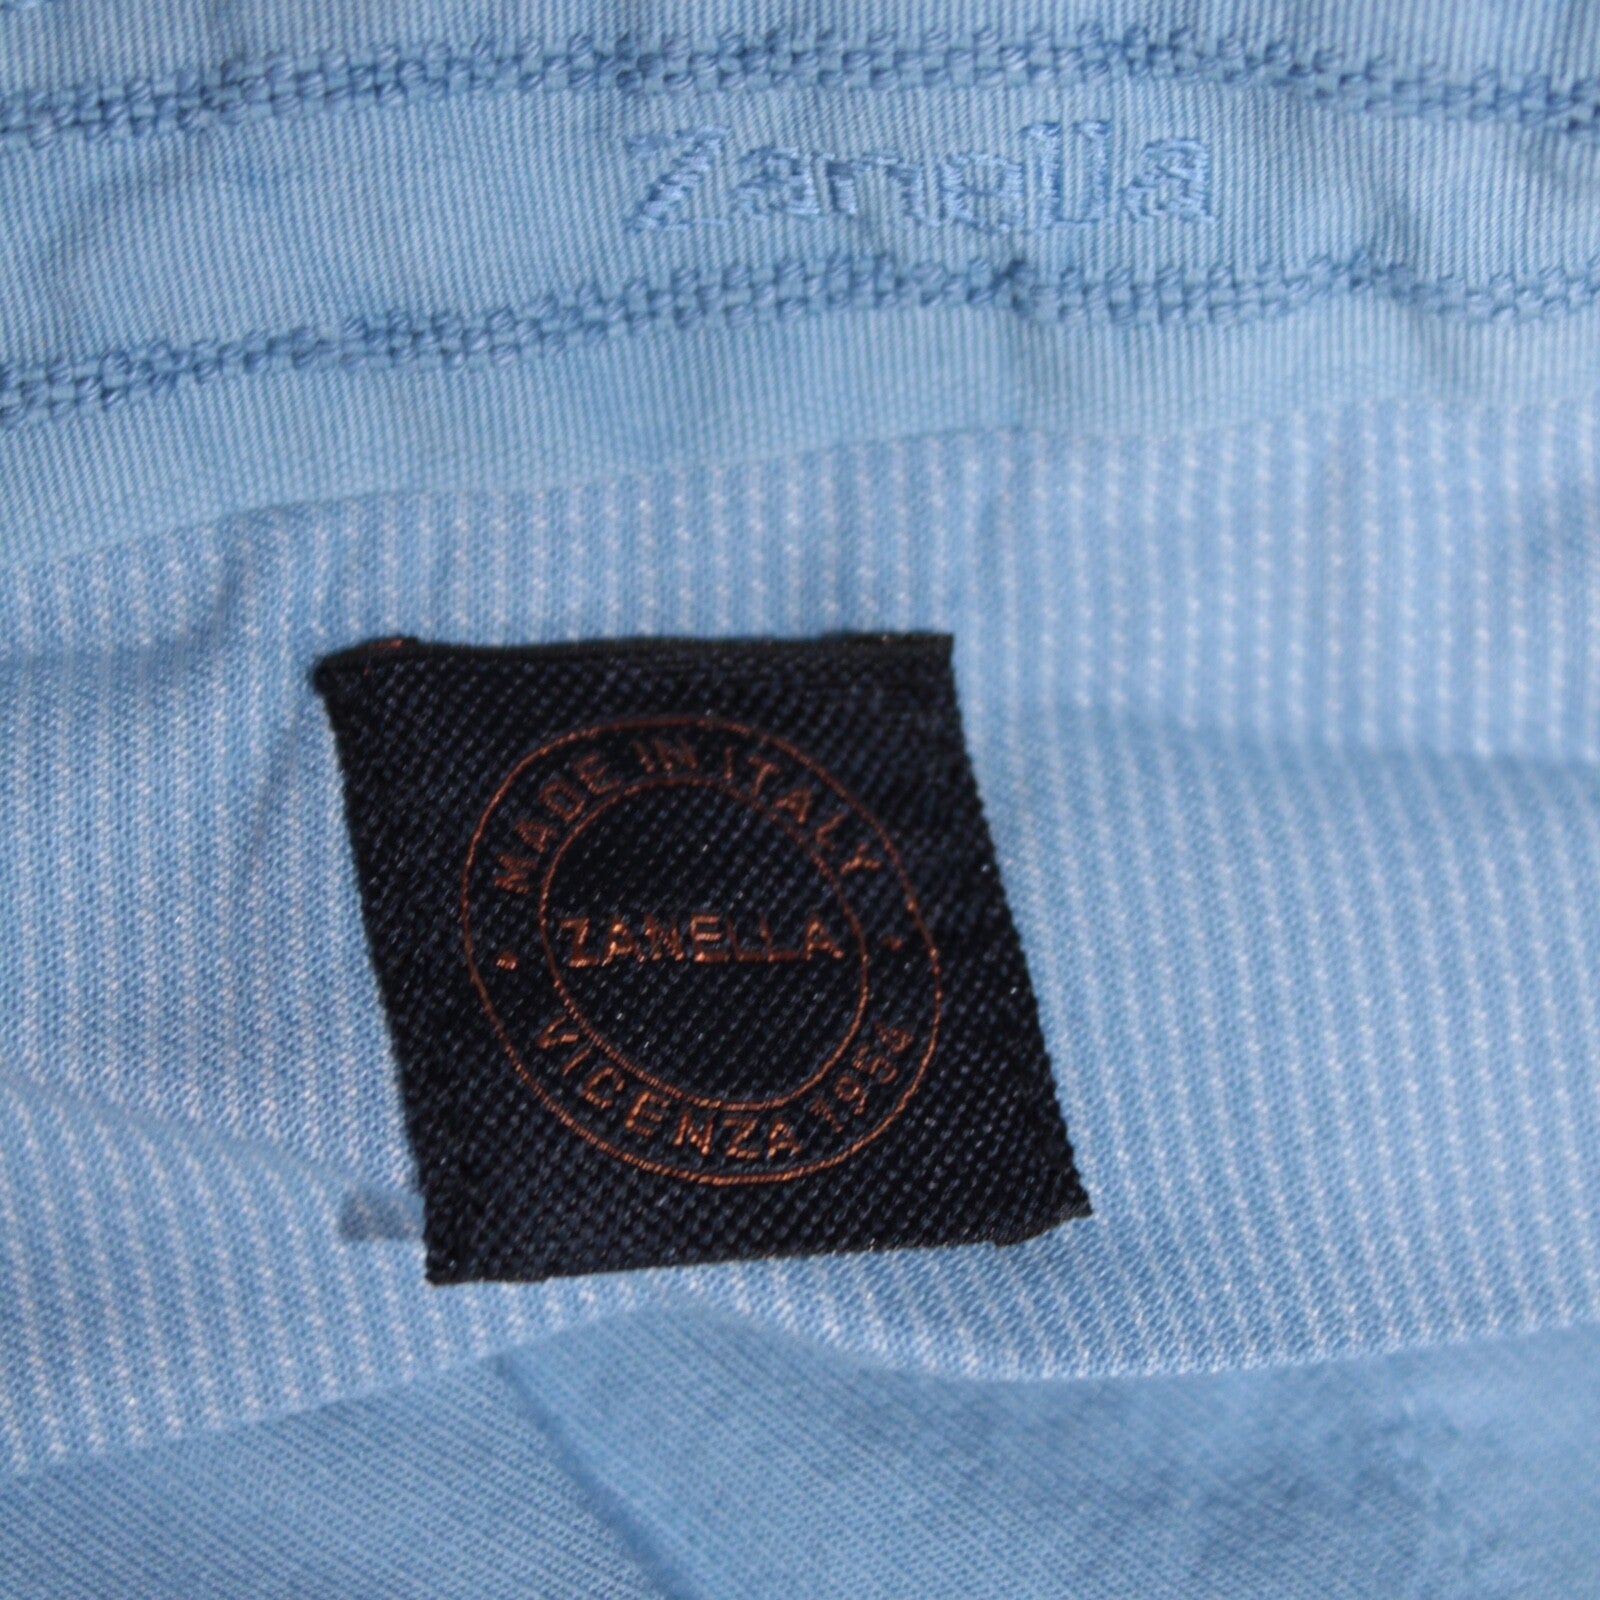 Zanella
MADE IN ITALY
ZANELLA
VICENZA 1954